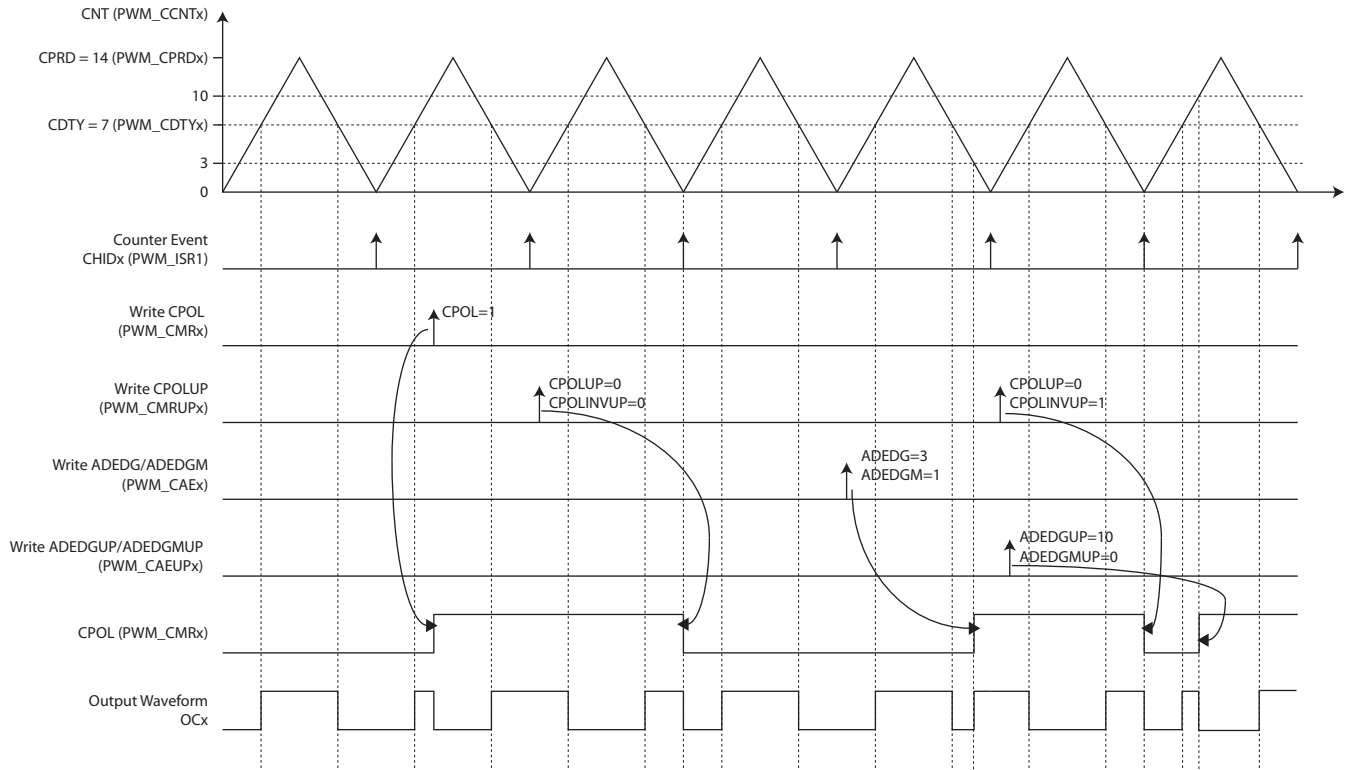 CNT (PWM_CCNTx)
CPRD = 14 (PWM_CPRDx)
10
CDTY = 7 (PWM_CDTYx)
3
0
Counter Event
CHIDx (PWM_ISR1)
Write CPOL
(PWM_CMRx)
CPOL=1
Write CPOLUP
(PWM_CMRUPx)
CPOLUP=0
CPOLINVUP=0
CPOLUP=0
CPOLINVUP=1
Write ADEDG/ADEDGM
(PWM_CAEx)
ADEDG=3
ADEDGM=1
Write ADEDGUP/ADEDGMUP
(PWM_CAEUPx)
ADEDGUP=10
ADEDGMUP=0
CPOL (PWM_CMRx)
Output Waveform
OCx